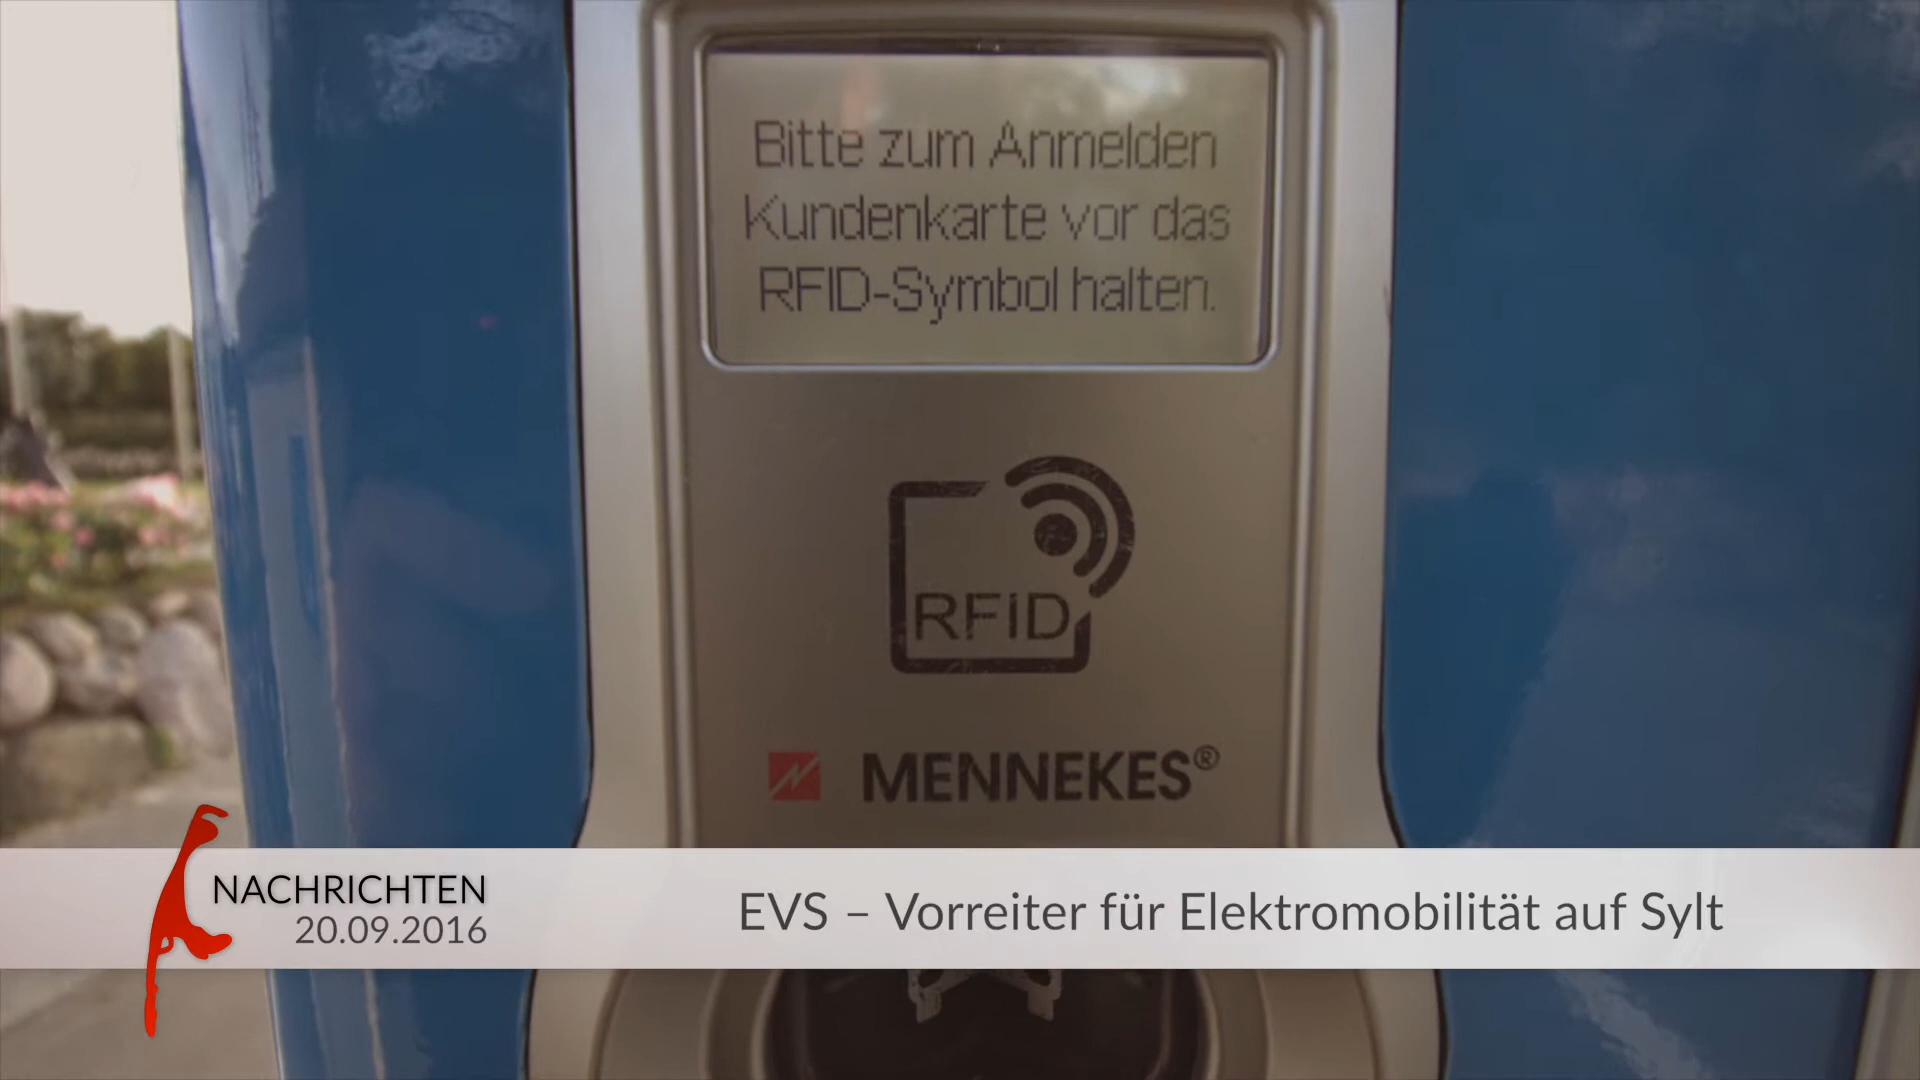 Bitte zum Anmelden
Kundenkarte vor das
RFID-Symbol halten.
RFID
MENNEKES®
NACHRICHTEN
20.09.2016
EVS – Vorreiter für Elektromobilität auf Sylt